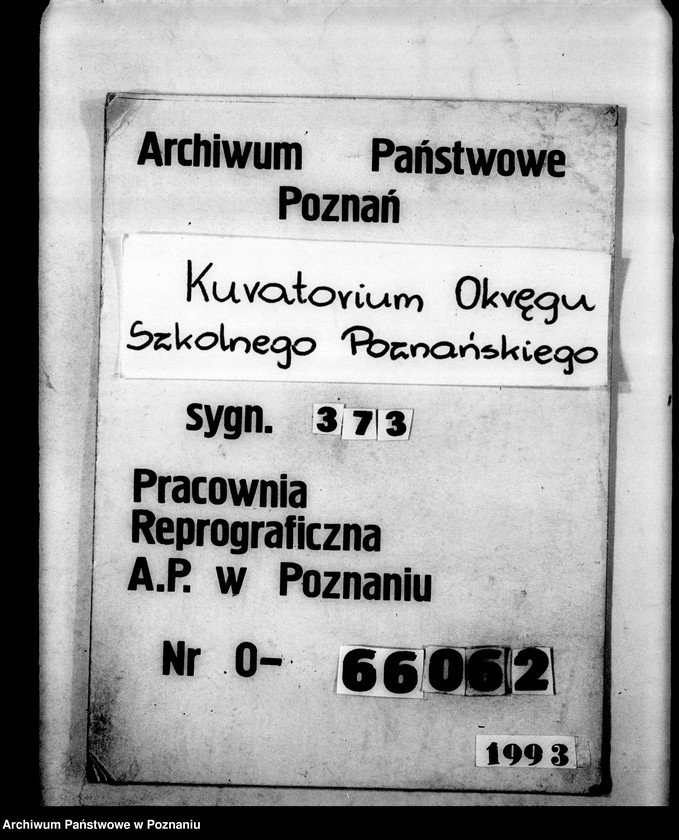 Archiwum Państwowe
Poznań
Kuratorium Okręgu
Szkolnego Poznańskiego
sygn. 373
Pracownia
Reprograficzna
A.P. w Poznaniu
Nr 0- 66062
1993
Archiwum Państwowe w Poznaniu